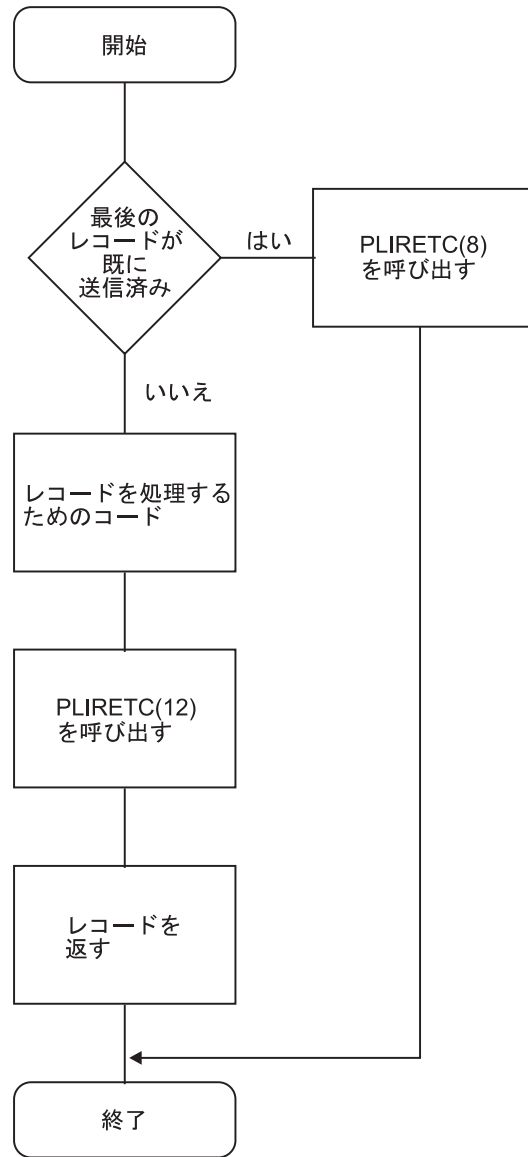 開始
最後の
レコードが
既に
送信済み
はい
PLIRETC(8)
を呼び出す
いいえ
レコードを処理する
ためのコード
PLIRETC(12)
を呼び出す
レコードを
返す
終了